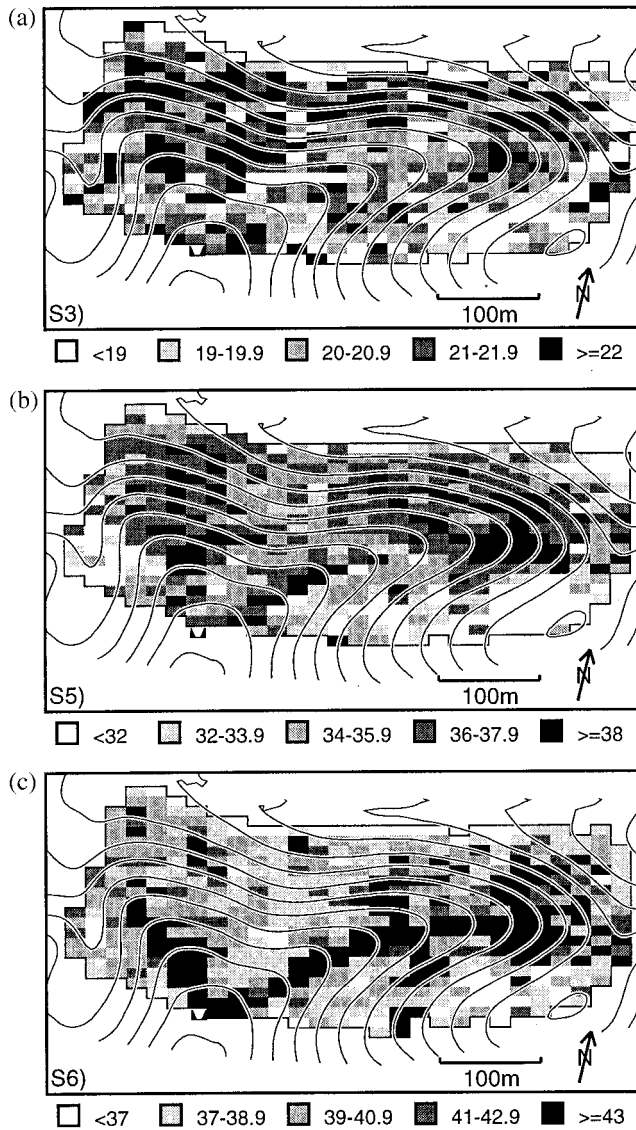 (a)
S3)
100m
N
<19 19-19.9 20-20.9 21-21.9 >=22
(b)
S5)
100m
N
<32 32-33.9 34-35.9 36-37.9 >=38
(c)
S6)
100m
N
<37 37-38.9 39-40.9 41-42.9 >=43